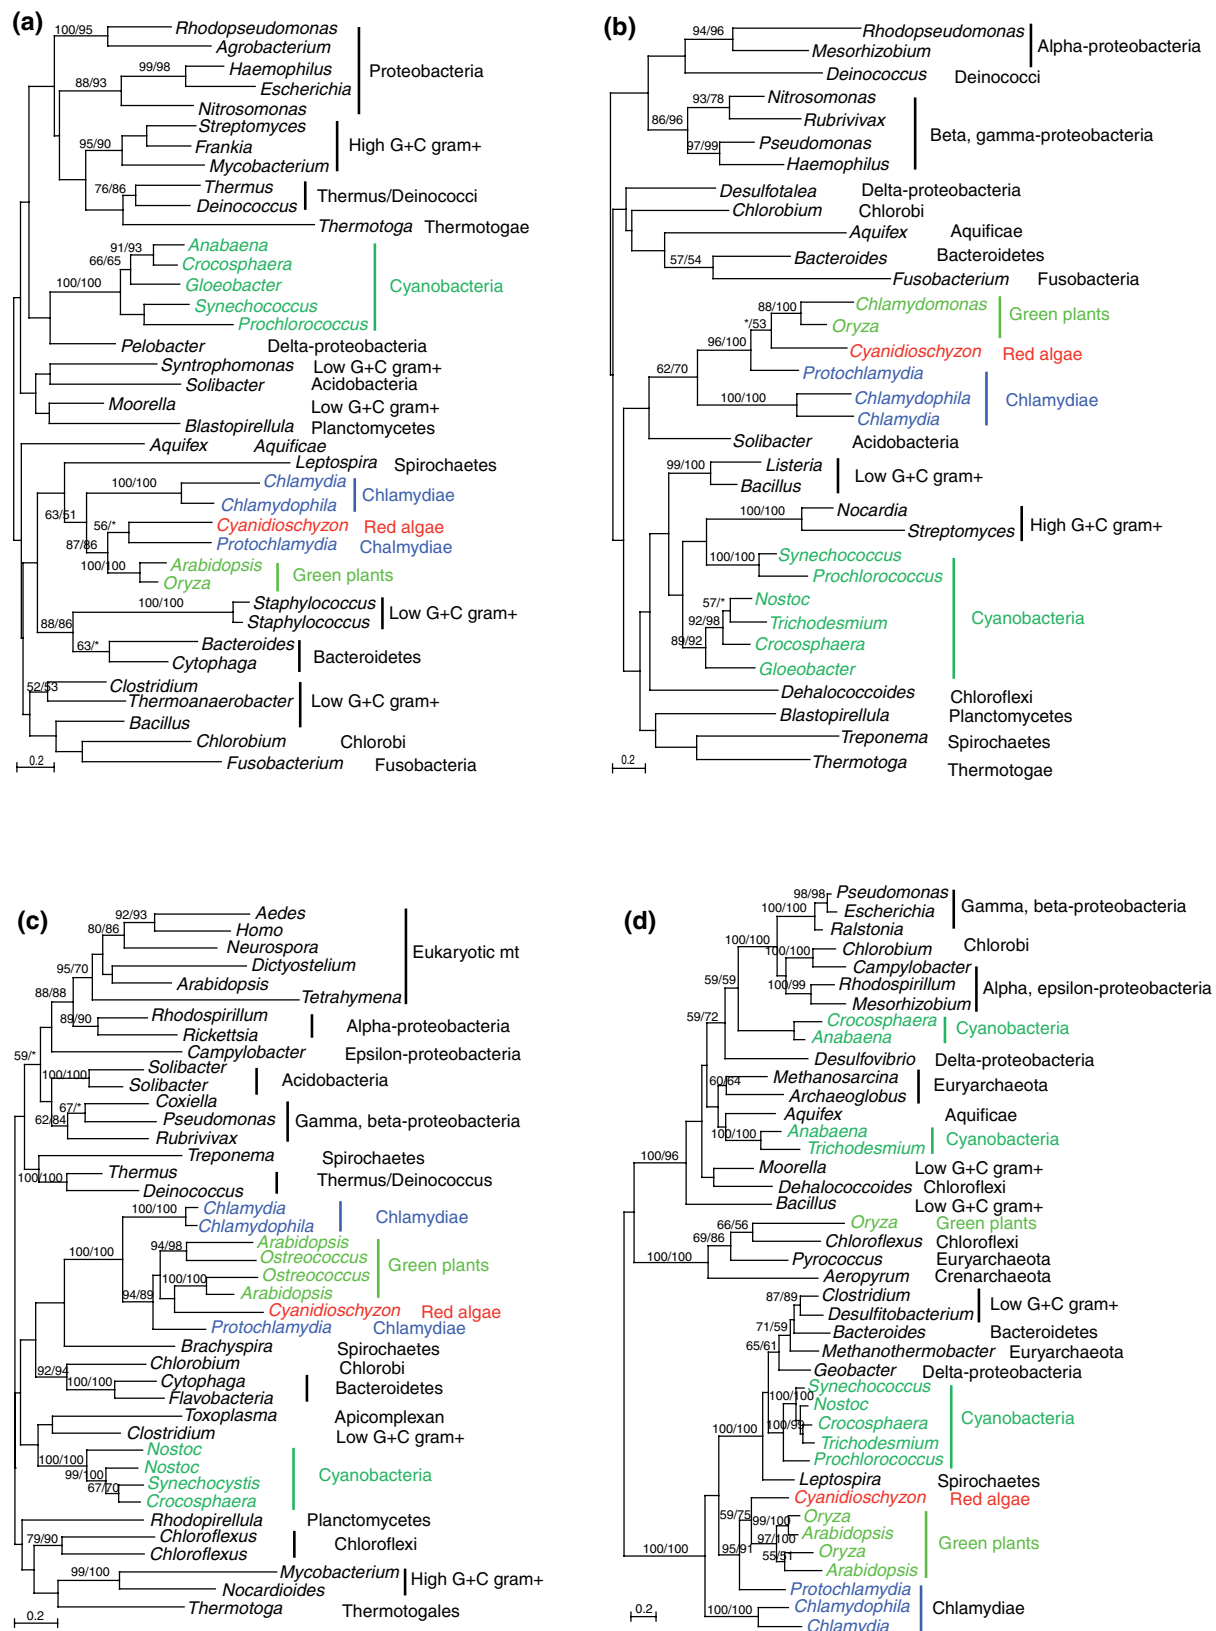 (a)
100/95
Rhodopseudomonas
Agrobacterium
99/98
Haemophilus
Proteobacteria
88/93
Escherichia
Nitrosomonas
Streptomyces
95/90
Frankia
High G+C gram+
Mycobacterium
76/86
Thermus
Thermus/Deinococci
Deinococcus
Thermotoga Thermotogae
91/93
Anabaena
66/65
Crocosphaera
100/100
Gloeobacter
Cyanobacteria
Synechococcus
Prochlorococcus
Pelobacter Delta-proteobacteria
Syntrophomonas Low G+C gram+
Solibacter Acidobacteria
Moorella Low G+C gram+
Blastopirellula Planctomycetes
Aquifex Aquificae
Leptospira Spirochaetes
100/100
Chlamydia
Chlamydiae
Chlamydophila
63/51
56/*
Cyanidioschyzon Red algae
87/86
Protochlamydia Chalmydiae
100/100
Arabidopsis
Green plants
Oryza
100/100
Staphylococcus
Low G+C gram+
Staphylococcus
88/86
63/*
Bacteroides
Bacteroidetes
Cytophaga
52/53
Clostridium
Thermoanaerobacter Low G+C gram+
Bacillus
Chlorobium Chlorobi
Fusobacterium Fusobacteria
0.2
(b)
94/96
Rhodopseudomonas
Alpha-proteobacteria
Mesorhizobium
Deinococcus Deinococci
93/78
Nitrosomonas
86/96
Rubrivivax
Beta, gamma-proteobacteria
97/99
Pseudomonas
Haemophilus
Desulfotalea Delta-proteobacteria
Chlorobium Chlorobi
Aquifex Aquificae
57/54
Bacteroides Bacteroidetes
Fusobacterium Fusobacteria
88/100
Chlamydomonas
Green plants
*/53
Oryza
96/100
Cyanidioschyzon Red algae
62/70
Protochlamydia
100/100
Chlamydophila
Chlamydiae
Chlamydia
Solibacter Acidobacteria
99/100
Listeria
Low G+C gram+
Bacillus
100/100
Nocardia
High G+C gram+
Streptomyces
100/100
Synechococcus
Prochlorococcus
57/*
Nostoc
92/98
Trichodesmium
Cyanobacteria
89/92
Crocosphaera
Gloeobacter
Dehalococcoides Chloroflexi
Blastopirellula Planctomycetes
Treponema Spirochaetes
Thermotoga Thermotogae
0.2
(c)
92/93
Aedes
80/86
Homo
Neurospora
Eukaryotic mt
95/70
Dictyostelium
Arabidopsis
88/88
Tetrahymena
89/90
Rhodospirillum
Alpha-proteobacteria
Rickettsia
59/*
Campylobacter Epsilon-proteobacteria
Solibacter
100/100
Acidobacteria
Solibacter
67/*
Coxiella
62/84
Pseudomonas
Gamma, beta-proteobacteria
Rubrivivax
Treponema Spirochaetes
100/100
Thermus
Thermus/Deinococcus
Deinococcus
100/100
Chlamydia
Chlamydiae
Chlamydophila
100/100
94/98
Arabidopsis
Ostreococcus
Green plants
100/100
Ostreococcus
94/89
Arabidopsis
Cyanidioschyzon Red algae
Protochlamydia Chlamydiae
Brachyspira Spirochaetes
92/94
Chlorobium Chlorobi
100/100
Cytophaga
Bacteroidetes
Flavobacteria
Toxoplasma Apicomplexan
Clostridium Low G+C gram+
100/100
Nostoc
99/100
Nostoc
Cyanobacteria
67/70
Synechocystis
Crocosphaera
Rhodopirellula Planctomycetes
79/90
Chloroflexus
Chloroflexi
Chloroflexus
99/100
Mycobacterium
High G+C gram+
Nocardioides
Thermotoga Thermotogales
0.2
(d)
98/98
Pseudomonas
Gamma, beta-proteobacteria
100/100
Escherichia
Ralstonia
100/100
100/100
Chlorobium Chlorobi
Campylobacter
100/99
Rhodospirillum
Alpha, epsilon-proteobacteria
59/59
Mesorhizobium
59/72
Crocosphaera
Cyanobacteria
Anabaena
Desulfovibrio Delta-proteobacteria
60/64
Methanosarcina
Euryarchaeota
Archaeoglobus
Aquifex Aquificae
100/100
Anabaena
Cyanobacteria
Trichodesmium
100/96
Moorella Low G+C gram+
Dehalococcoides Chloroflexi
Bacillus Low G+C gram+
66/56
Oryza Green plants
69/86
Chloroflexus Chloroflexi
100/100
Pyrococcus Euryarchaeota
Aeropyrum Crenarchaeota
87/89
Clostridium
Low G+C gram+
Desulfitobacterium
71/59
Bacteroides Bacteroidetes
65/61
Methanothermobacter Euryarchaeota
Geobacter Delta-proteobacteria
Synechococcus
100/100
Nostoc
100/99
Crocosphaera
Cyanobacteria
100/100
Trichodesmium
Prochlorococcus
Leptospira Spirochaetes
Cyanidioschyzon Red algae
59/75
Oryza
99/100
Arabidopsis
Green plants
97/100
95/91
55/51
Oryza
100/100
Arabidopsis
Protochlamydia
100/100
Chlamydophila
Chlamydiae
Chlamydia
0.2